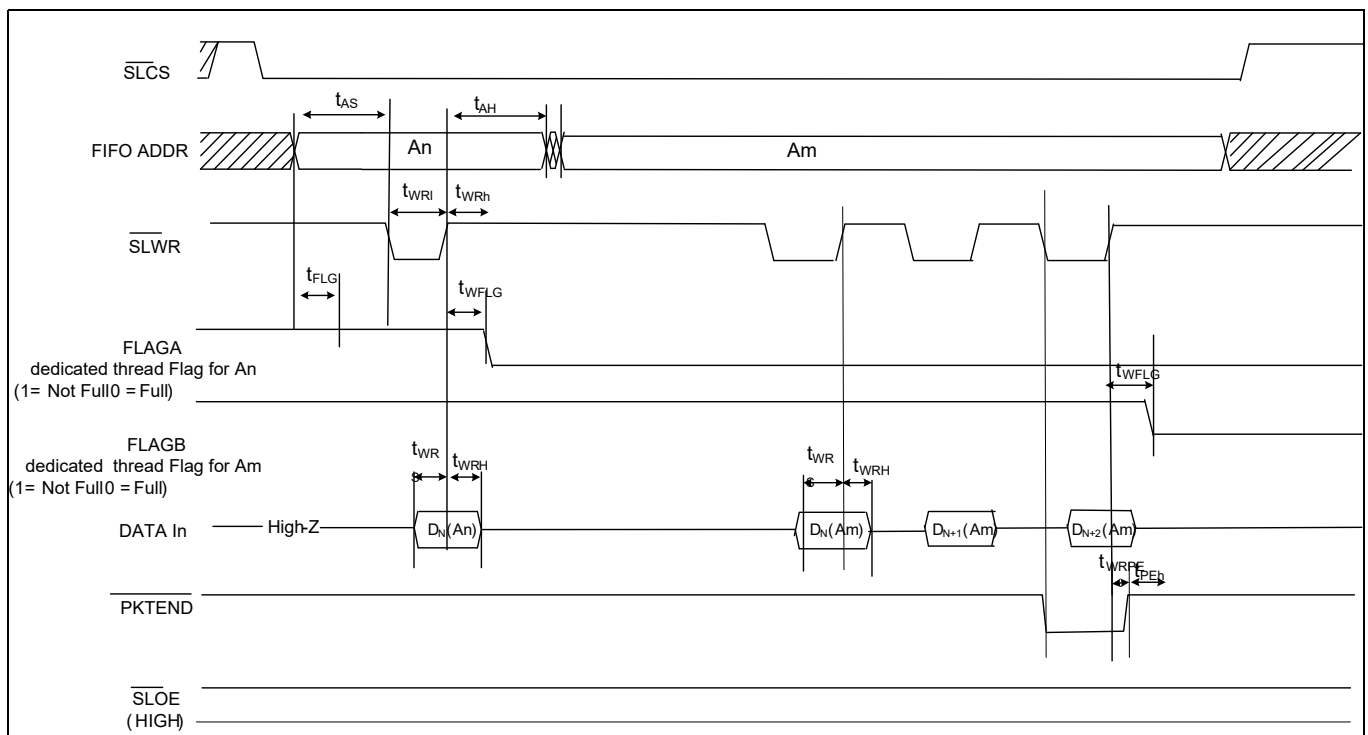 SLCS
tAS
tAH
FIFO ADDR
An
Am
tWRl
tWRh
SLWR
tFLG
tWFLG
FLAGA
dedicated thread Flag for An
(1= Not Full0 = Full)
tWFLG
FLAGB
dedicated thread Flag for Am
(1= Not Full0 = Full)
tWR
S
tWRH
tWR
S
tWRH
DATA In
High-Z
DN(An)
DN(Am)
DN+1(Am)
DN+2(Am)
tWRPE
tPEh
PKTEND
SLOE
(HIGH)